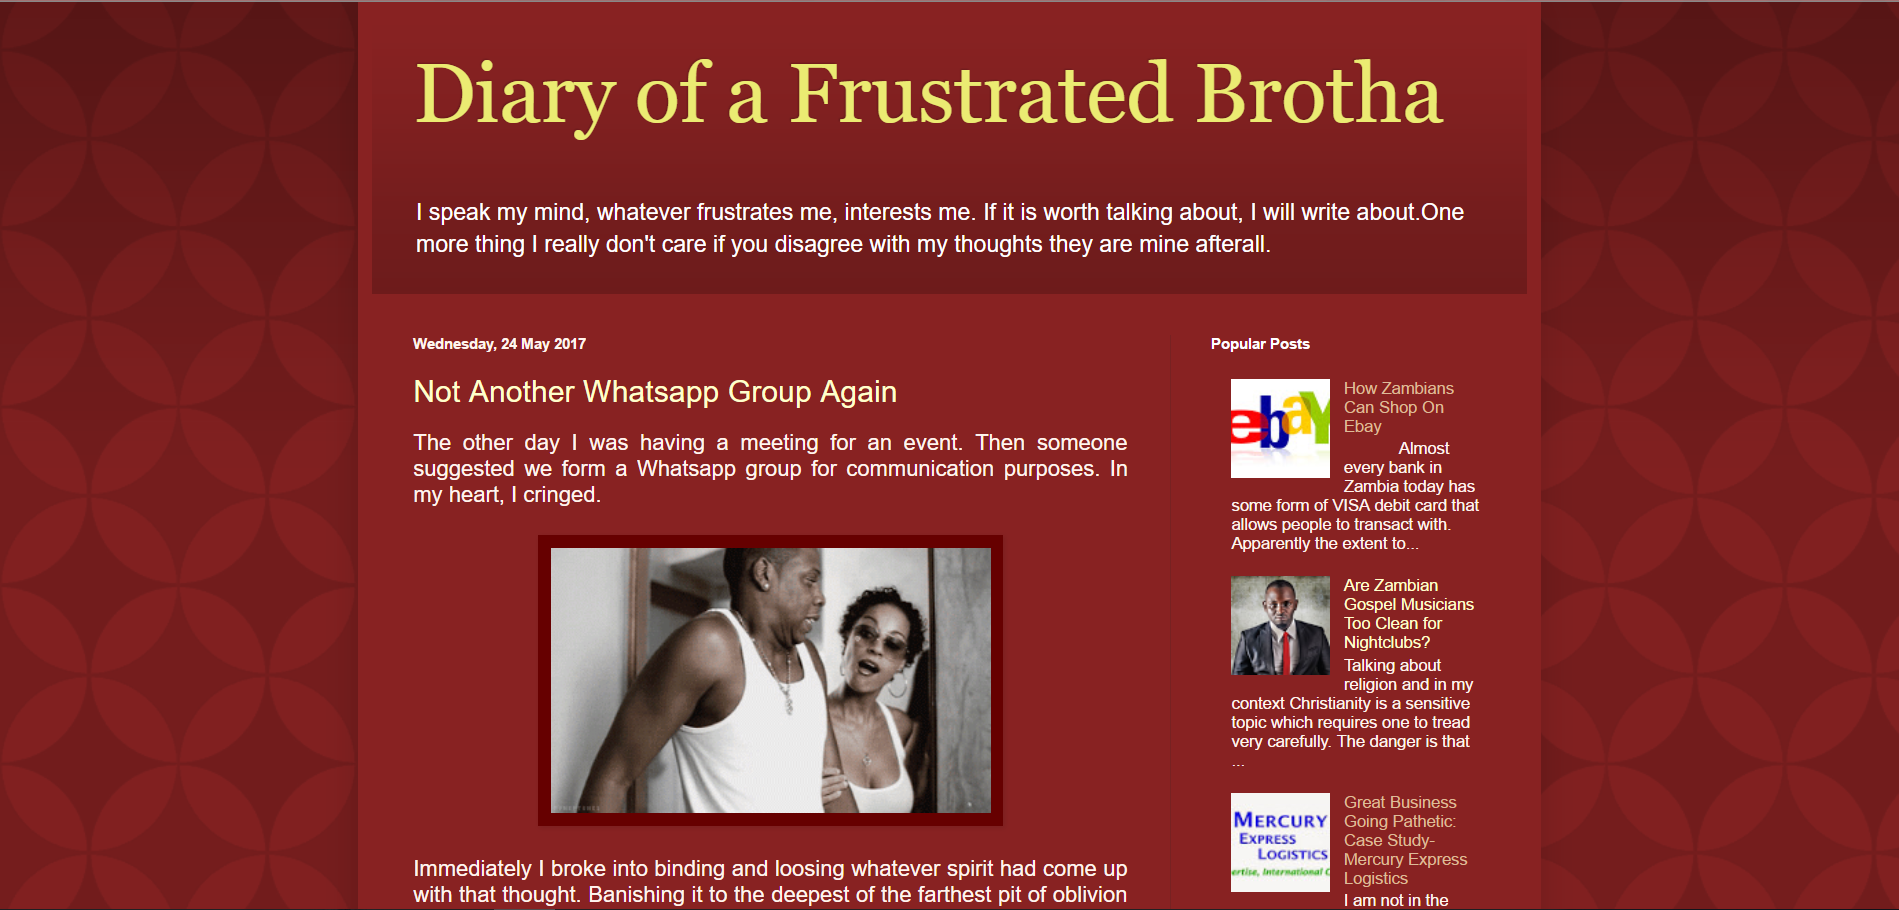 Diary of a Frustrated Brotha
I speak my mind, whatever frustrates me, interests me. If it is worth talking about, I will write about.One
more thing I really don't care if you disagree with my thoughts they are mine afterall.
Wednesday, 24 May 2017
Not Another Whatsapp Group Again
The other day I was having a meeting for an event. Then someone
suggested we form a Whatsapp group for communication purposes. In
my heart, I cringed.
Immediately I broke into binding and loosing whatever spirit had come up
with that thought. Banishing it to the deepest of the farthest pit of oblivion
Popular Posts
ebay
How Zambians
Can Shop On
Ebay
Almost
every bank in
Zambia today has
some form of VISA debit card that
allows people to transact with.
Apparently the extent to...
Are Zambian
Gospel Musicians
Too Clean for
Nightclubs?
Talking about
religion and in my
context Christianity is a sensitive
topic which requires one to tread
very carefully. The danger is that
...
MERCURY
EXPRESS
LOGISTICS
ertise, International C
Great Business
Going Pathetic:
Case Study-
Mercury Express
Logistics
I am not in the